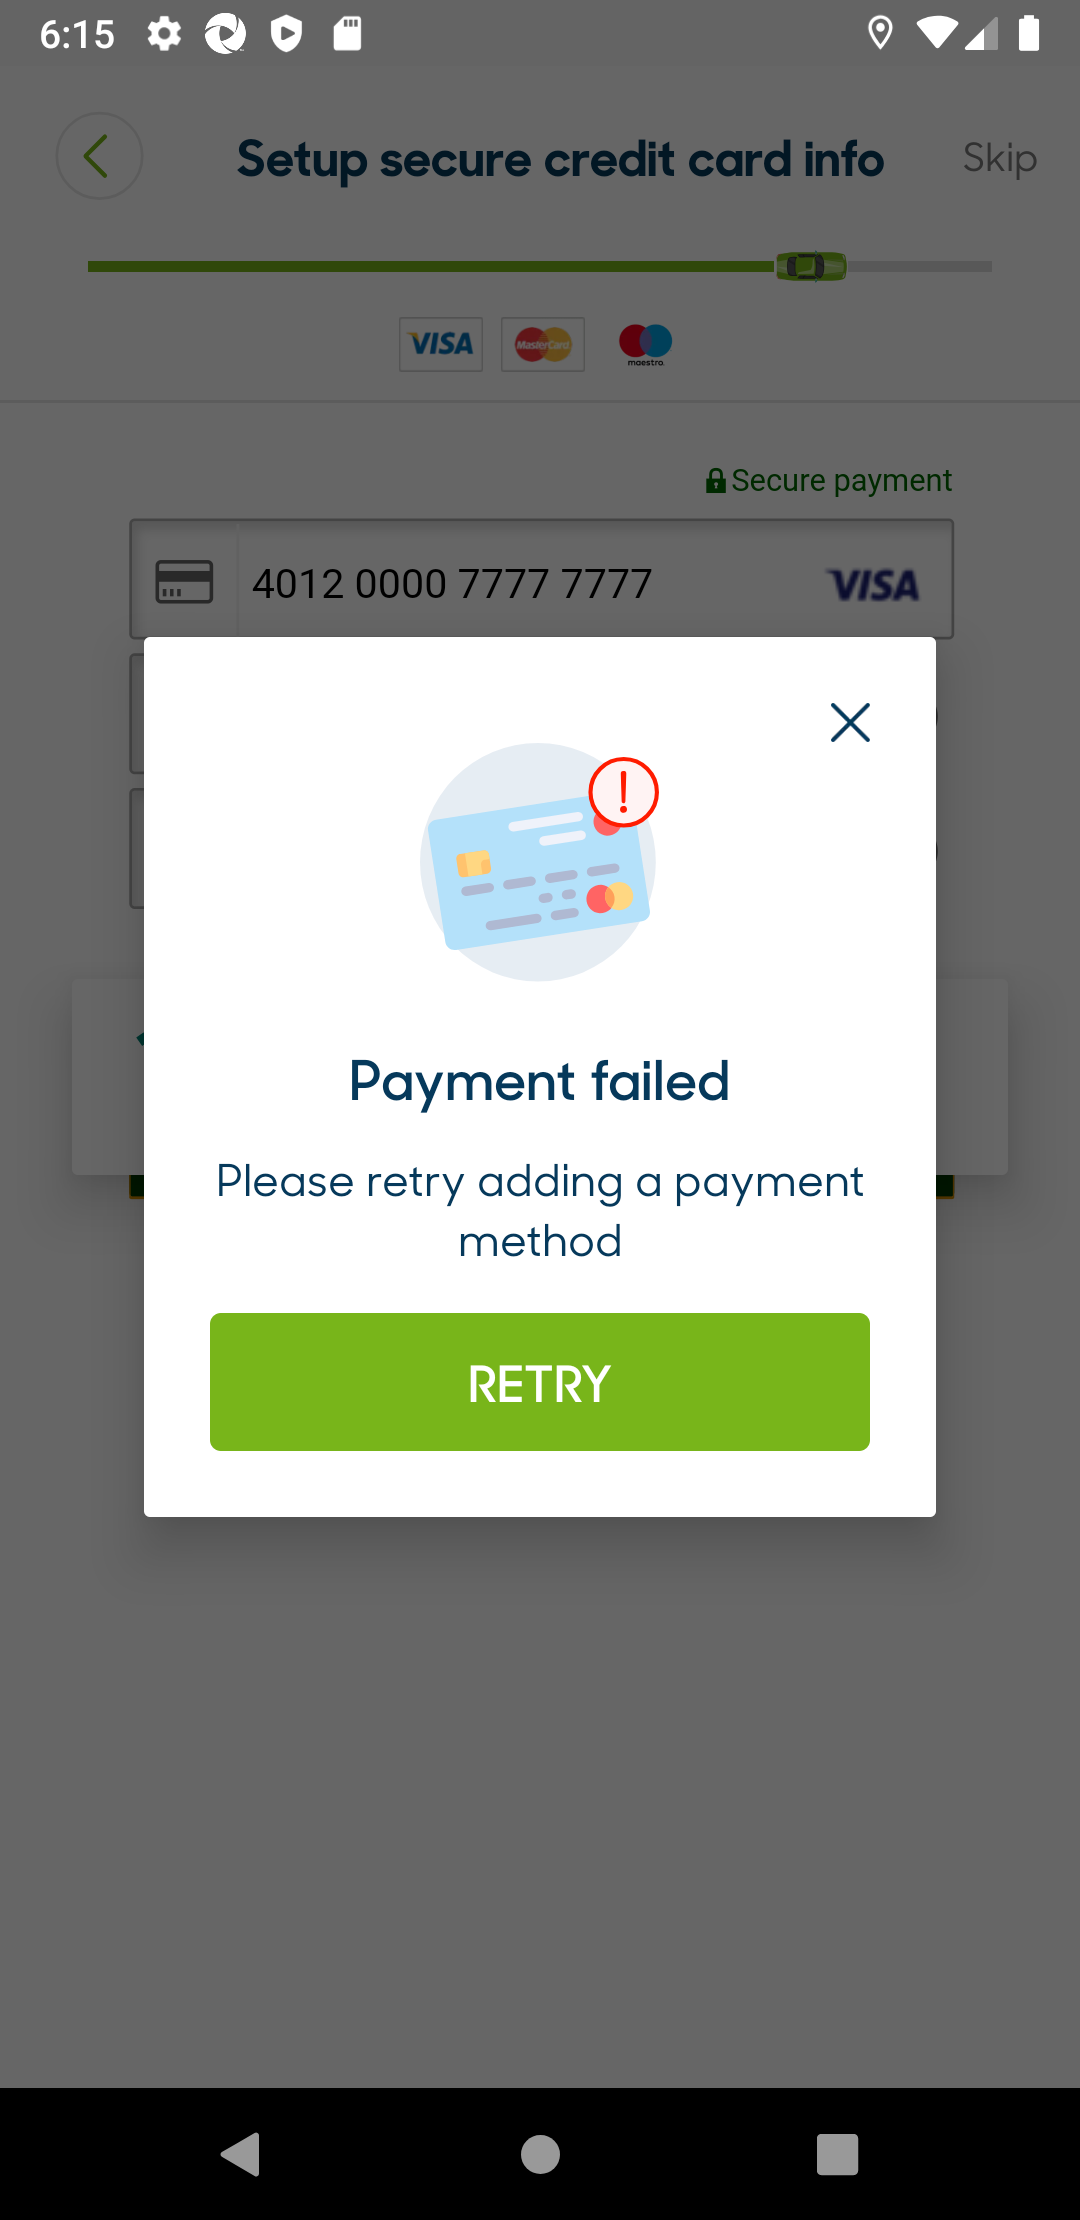 6:15
Setup secure credit card info
Skip
VISA
MasterCard
maestro
Secure payment
4012 0000 7777 7777
VISA
!
Payment failed
Please retry adding a payment
method
RETRY